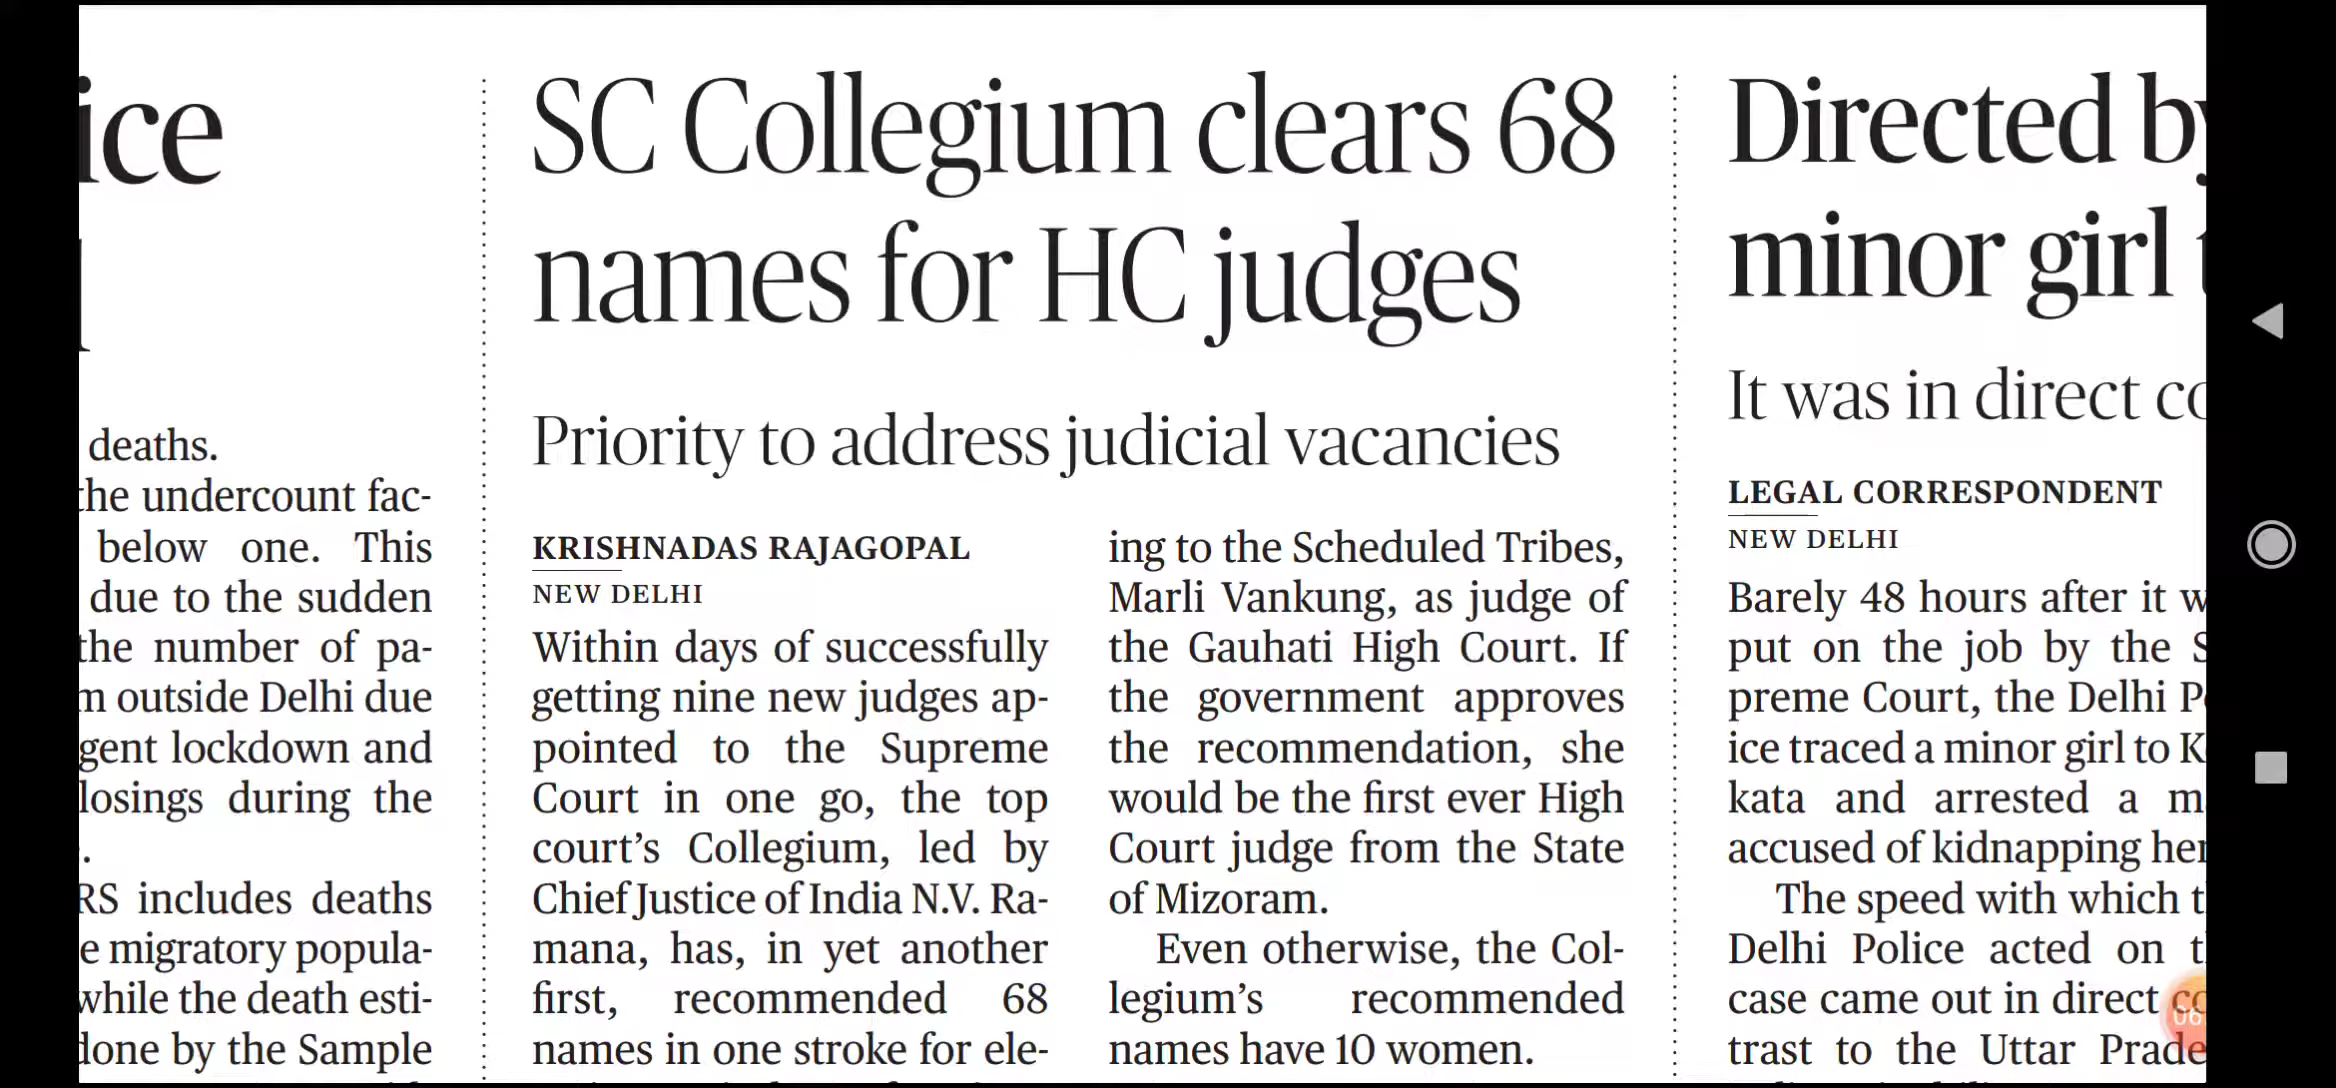 ice
deaths.
the undercount fac-
below one. This
due to the sudden
the number of pa-
outside Delhi due
lockdown and
during the
RS includes deaths
migratory popula-
while the death esti-
done by the Sample
SC Collegium clears 68
names for HC judges
Priority to address judicial vacancies
KRISHNADAS RAJAGOPAL
NEW DELHI
Within days of successfully
getting nine new judges ap-
pointed to the Supreme
Court in one go, the top
court's Collegium, led by
Chief Justice of India N.V. Ra-
mana, has, in yet another
first, recommended 68
names in one stroke for ele-
ing to the Scheduled Tribes,
Marli Vankung, as judge of
the Gauhati High Court. If
the government approves
the recommendation, she
would be the first ever High
Court judge from the State
of Mizoram.
Even otherwise, the Col-
legium's recommended
names have 10 women.
Directed by
minor girl
It was in direct
LEGAL CORRESPONDENT
NEW DELHI
Barely 48 hours after it
put on the job by the
preme Court, the Delhi
ice traced a minor girl to
kata and arrested a
accused of kidnapping her
The speed with which
Delhi Police acted on
case came out in direct
trast to the Uttar
06